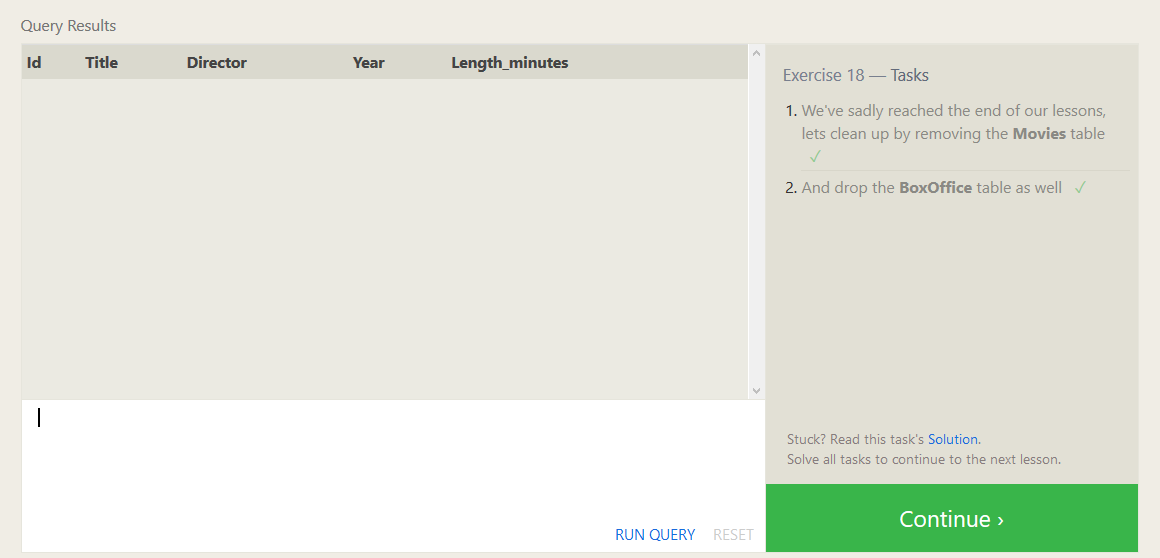 Query Results
Id Title Director Year Length_minutes
Exercise 18 — Tasks
1. We've sadly reached the end of our lessons,
lets clean up by removing the Movies table
✓
2. And drop the BoxOffice table as well ✓
Stuck? Read this task's Solution.
Solve all tasks to continue to the next lesson.
RUN QUERY RESET
Continue ›